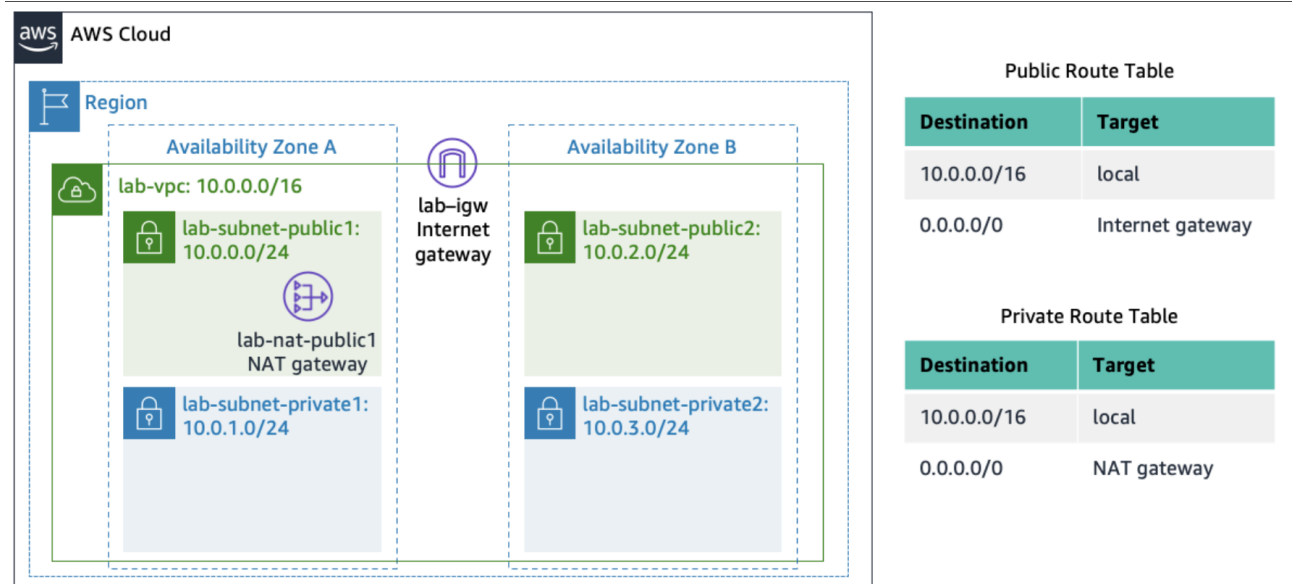 aws
AWS Cloud
Region
Availability Zone A
Availability Zone B
lab-vpc: 10.0.0.0/16
lab–igw
Internet
gateway
lab-subnet-public1:
10.0.0.0/24
lab-nat-public1
NAT gateway
lab-subnet-public2:
10.0.2.0/24
lab-subnet-private1:
10.0.1.0/24
lab-subnet-private2:
10.0.3.0/24
Public Route Table
Destination Target
10.0.0.0/16 local
0.0.0.0/0 Internet gateway
Private Route Table
Destination Target
10.0.0.0/16 local
0.0.0.0/0 NAT gateway